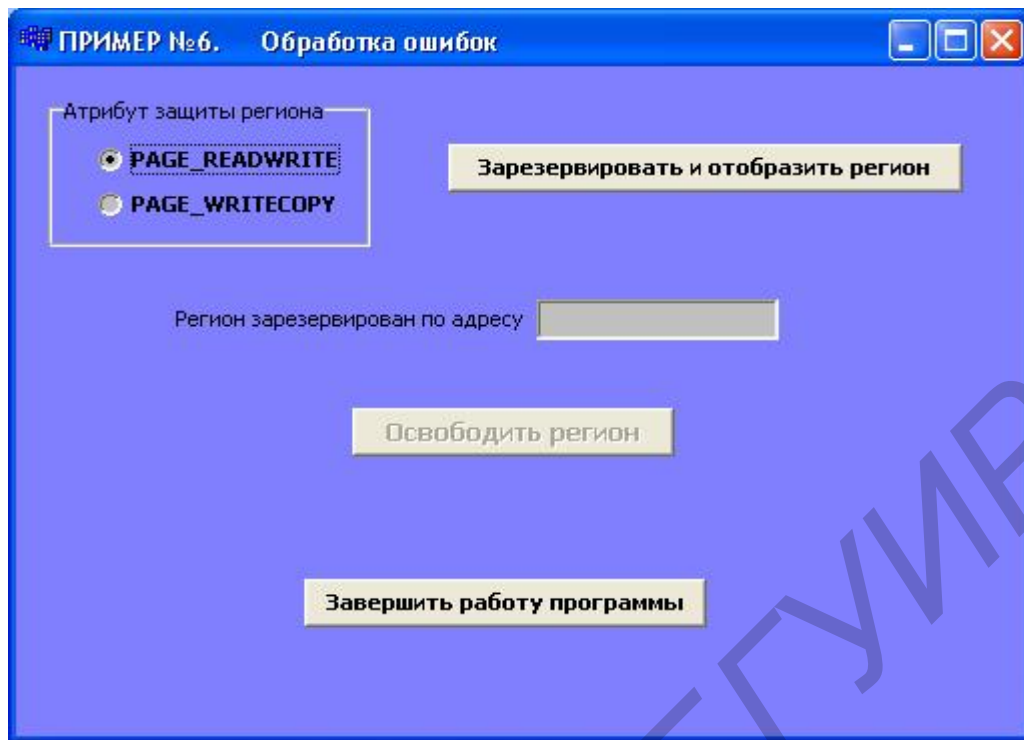 ПРИМЕР №6. Обработка ошибок
Атрибут защиты региона
PAGE_READWRITE
Зарезервировать и отобразить регион
PAGE_WRITECOPY
Регион зарезервирован по адресу
Освободить регион
Завершить работу программы
БГУИР